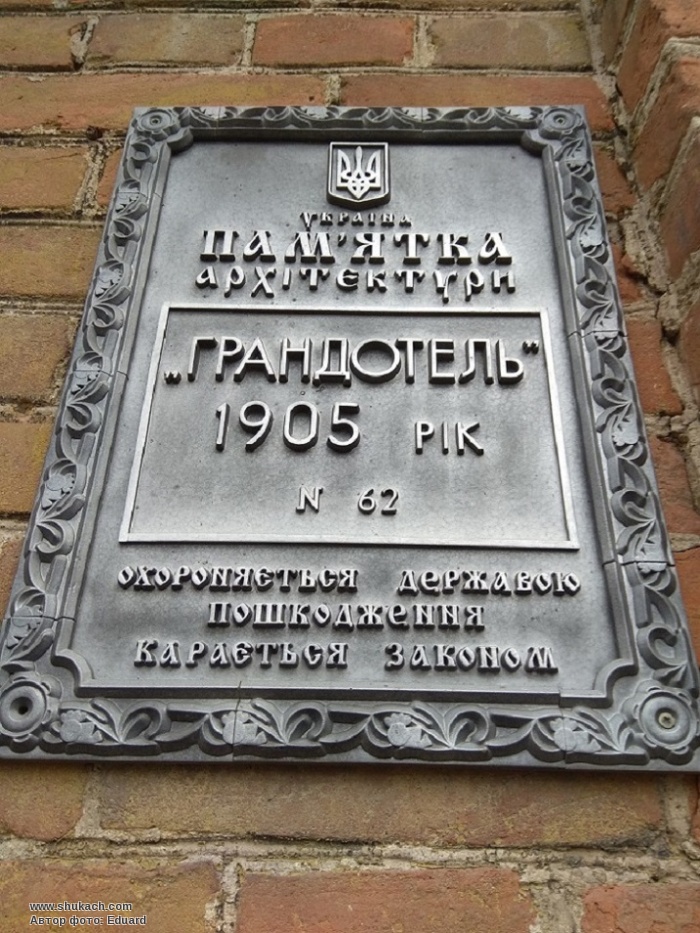 УКРАЇНА
ПАМ'ЯТКА
АРХІТЕКТУРИ
„ГРАНДОТЕЛЬ“
1905 РІК
N 62
ОХОРОНЯЄТЬСЯ ДЕРЖАВОЮ
ПОШКОДЖЕННЯ
КАРАЄТЬСЯ ЗАКОНОМ
www.shukach.com
Автор фото: Eduard